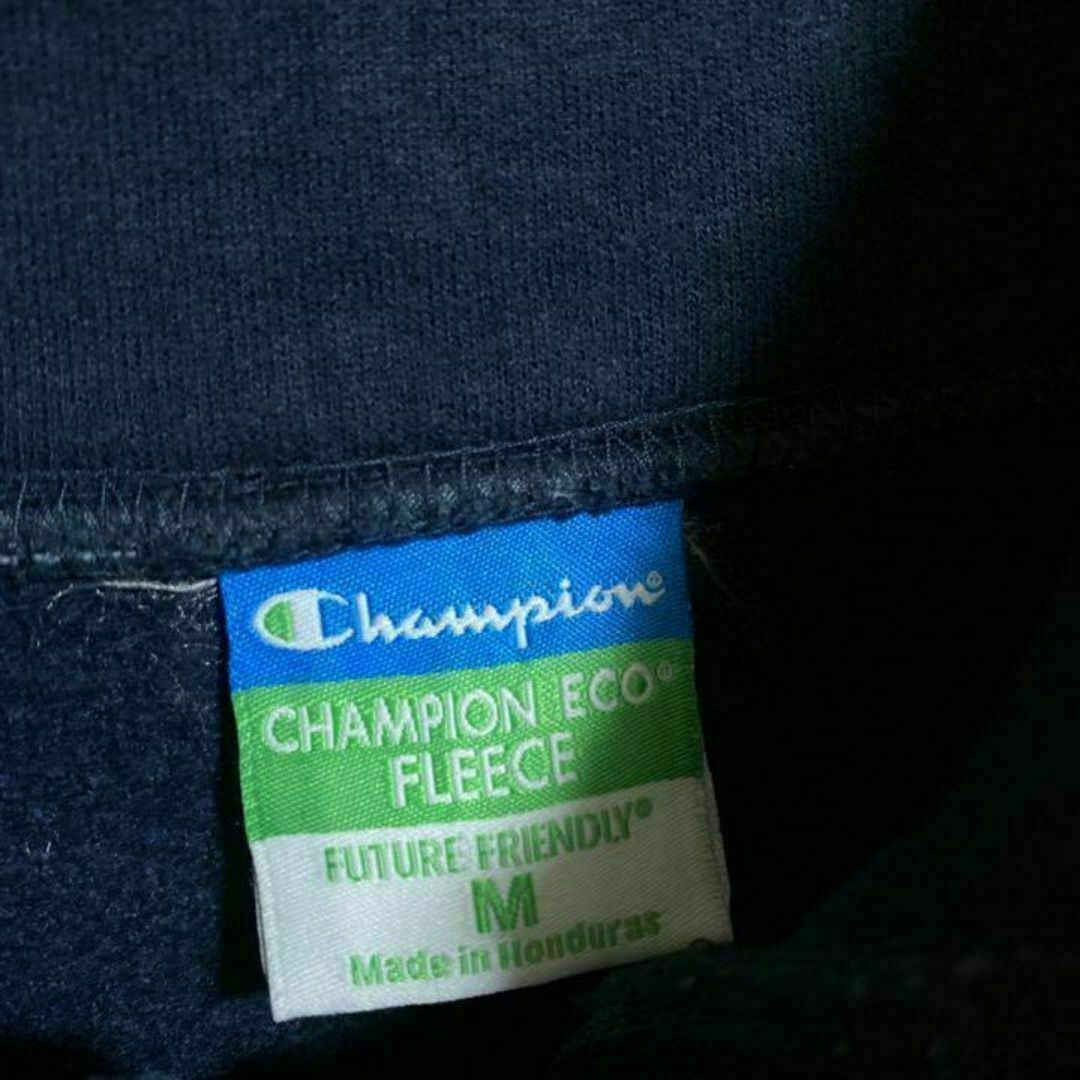 Champion®
CHAMPION ECO®
FLEECE
FUTURE FRIENDLY®
M
Made in Honduras